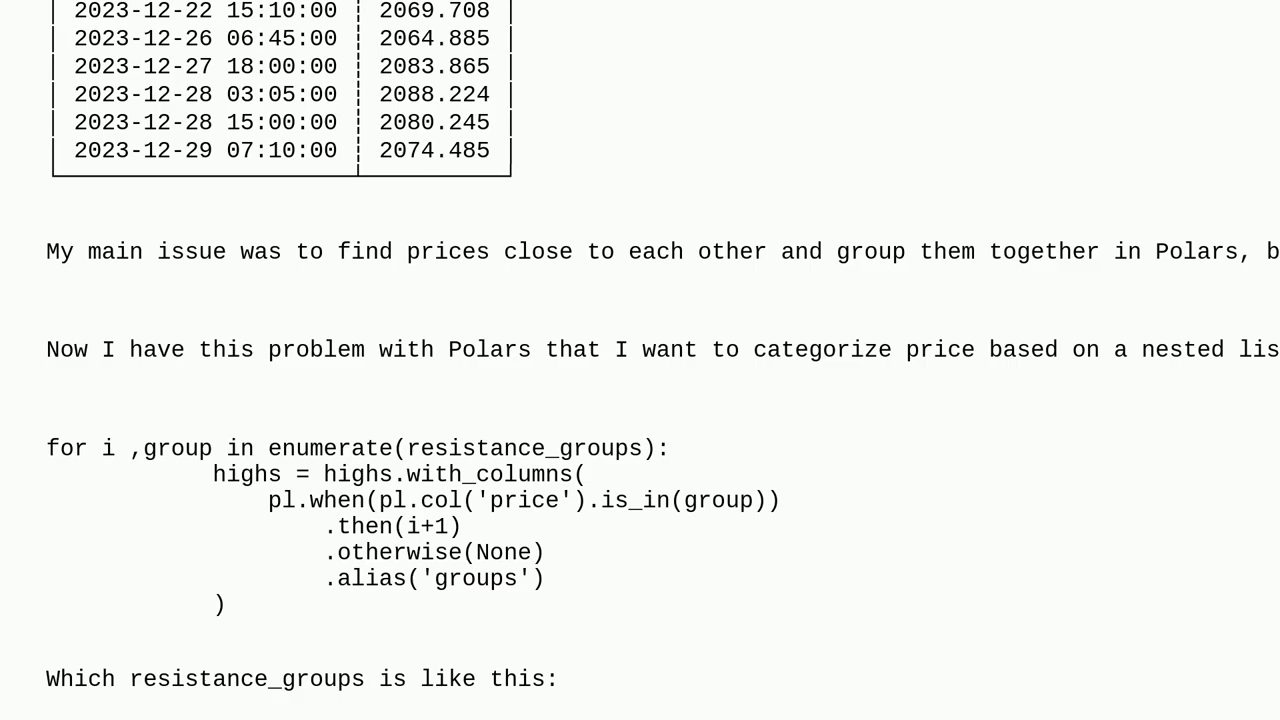 │ 2023-12-22 15:10:00 ┆ 2069.708 │
│ 2023-12-26 06:45:00 ┆ 2064.885 │
│ 2023-12-27 18:00:00 ┆ 2083.865 │
│ 2023-12-28 03:05:00 ┆ 2088.224 │
│ 2023-12-28 15:00:00 ┆ 2080.245 │
│ 2023-12-29 07:10:00 ┆ 2074.485 │
My main issue was to find prices close to each other and group them together in Polars, b
Now I have this problem with Polars that I want to categorize price based on a nested lis
for i ,group in enumerate(resistance_groups):
            highs = highs.with_columns(
                pl.when(pl.col('price').is_in(group))
                    .then(i+1)
                    .otherwise(None)
                    .alias('groups')
            )
Which resistance_groups is like this: